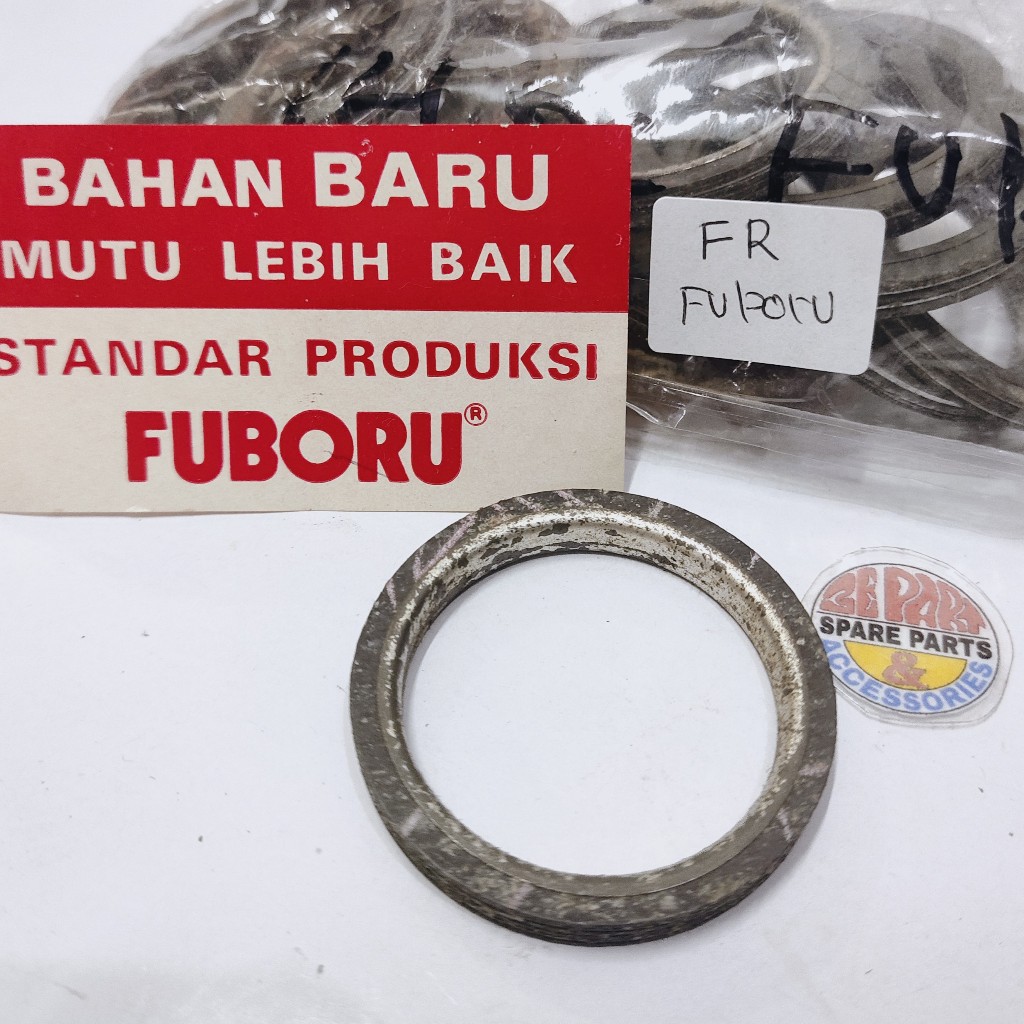 BAHAN BARU
MUTU LEBIH BAIK
STANDAR PRODUKSI
FUBORU®
FR
Fuboru
SPARE PARTS
&
ACCESSORIES